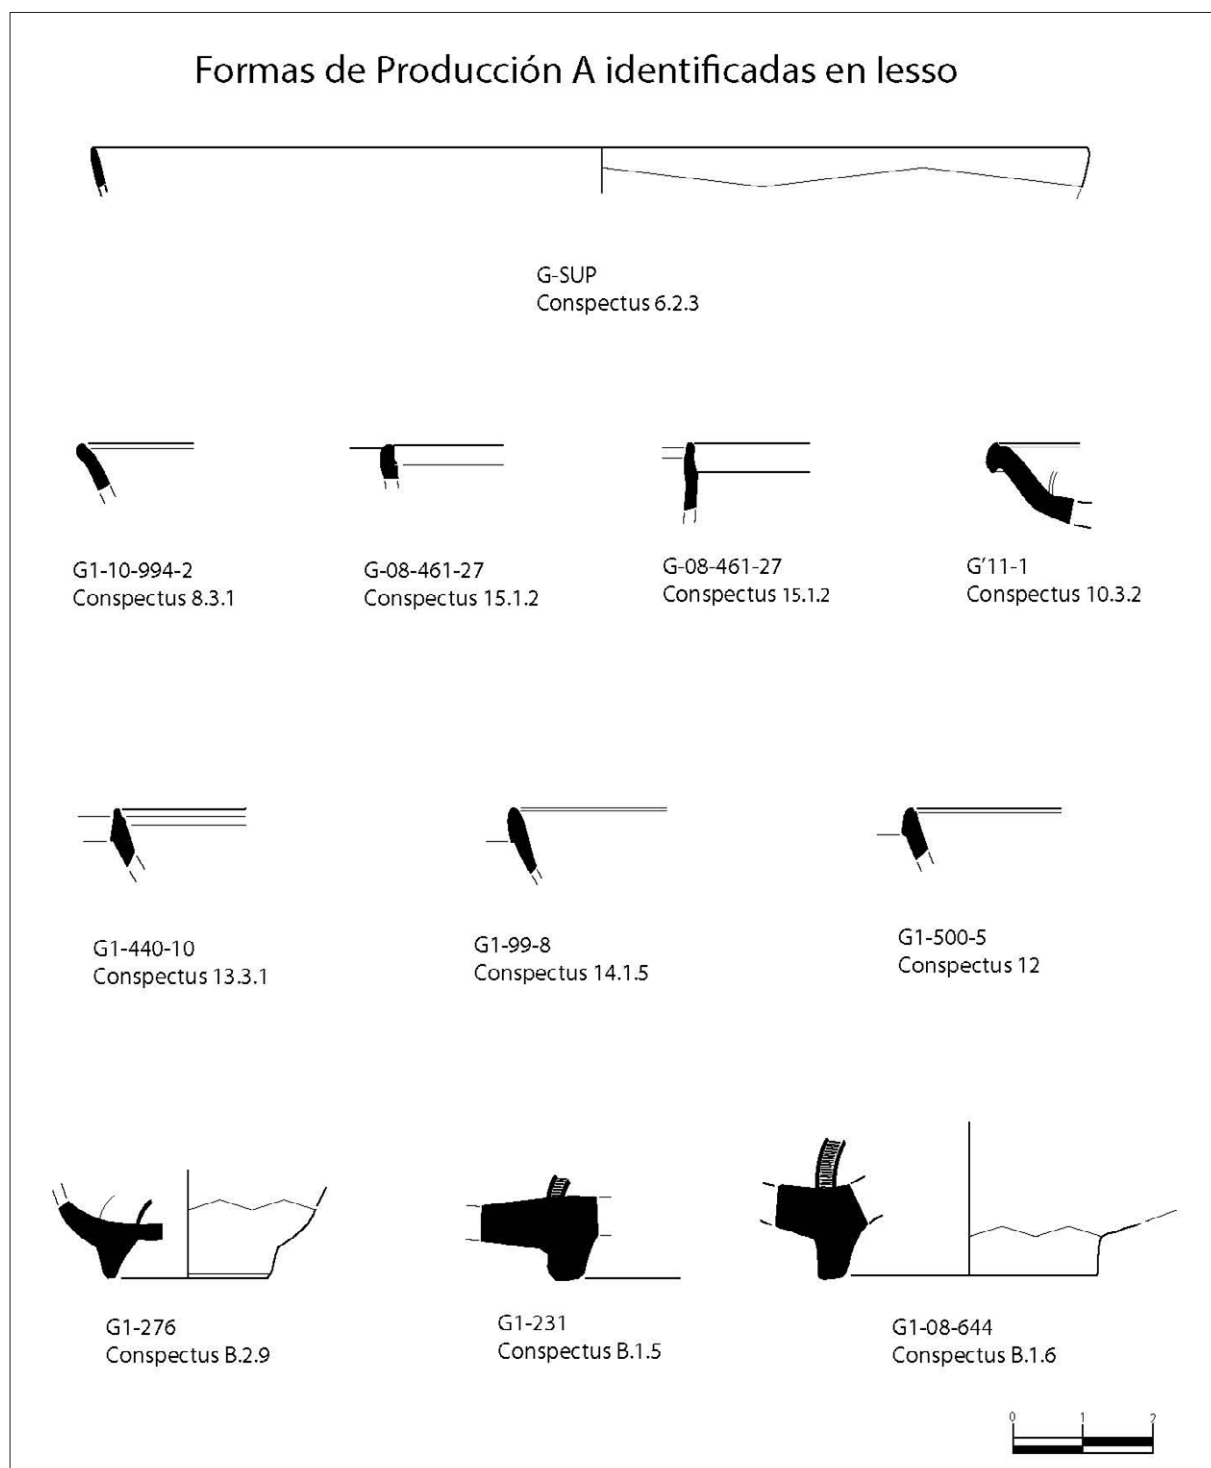 Formas de Producción A identificadas en Iesso
G-SUP
Conspectus 6.2.3
G1-10-994-2
Conspectus 8.3.1
G-08-461-27
Conspectus 15.1.2
G-08-461-27
Conspectus 15.1.2
G'11-1
Conspectus 10.3.2
G1-440-10
Conspectus 13.3.1
G1-99-8
Conspectus 14.1.5
G1-500-5
Conspectus 12
G1-276
Conspectus B.2.9
G1-231
Conspectus B.1.5
G1-08-644
Conspectus B.1.6
0 1 2